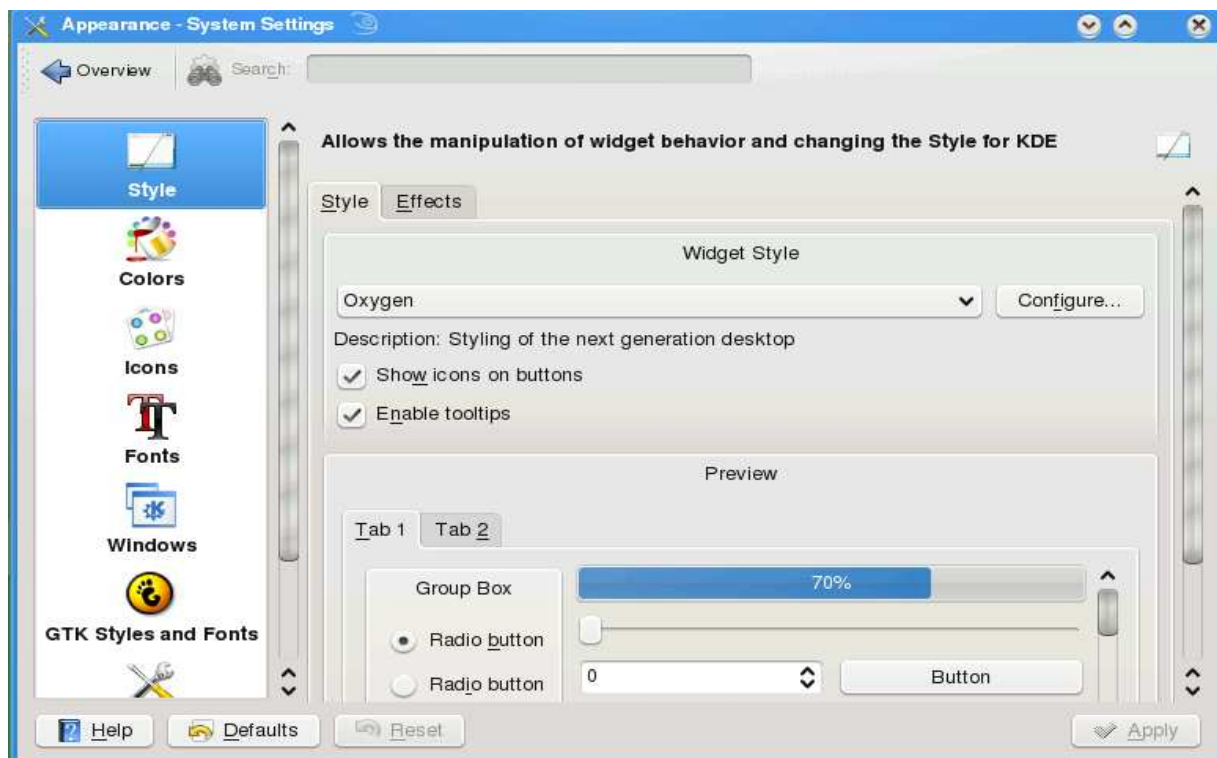 Appearance - System Settings
Overview
Search:
Allows the manipulation of widget behavior and changing the Style for KDE
Style
Colors
Icons
Fonts
Windows
GTK Styles and Fonts
Style Effects
Widget Style
Oxygen
Configure...
Description: Styling of the next generation desktop
Show icons on buttons
Enable tooltips
Preview
Tab 1 Tab 2
Group Box
Radio button
Radio button
70%
0
Button
Help
Defaults
Reset
Apply